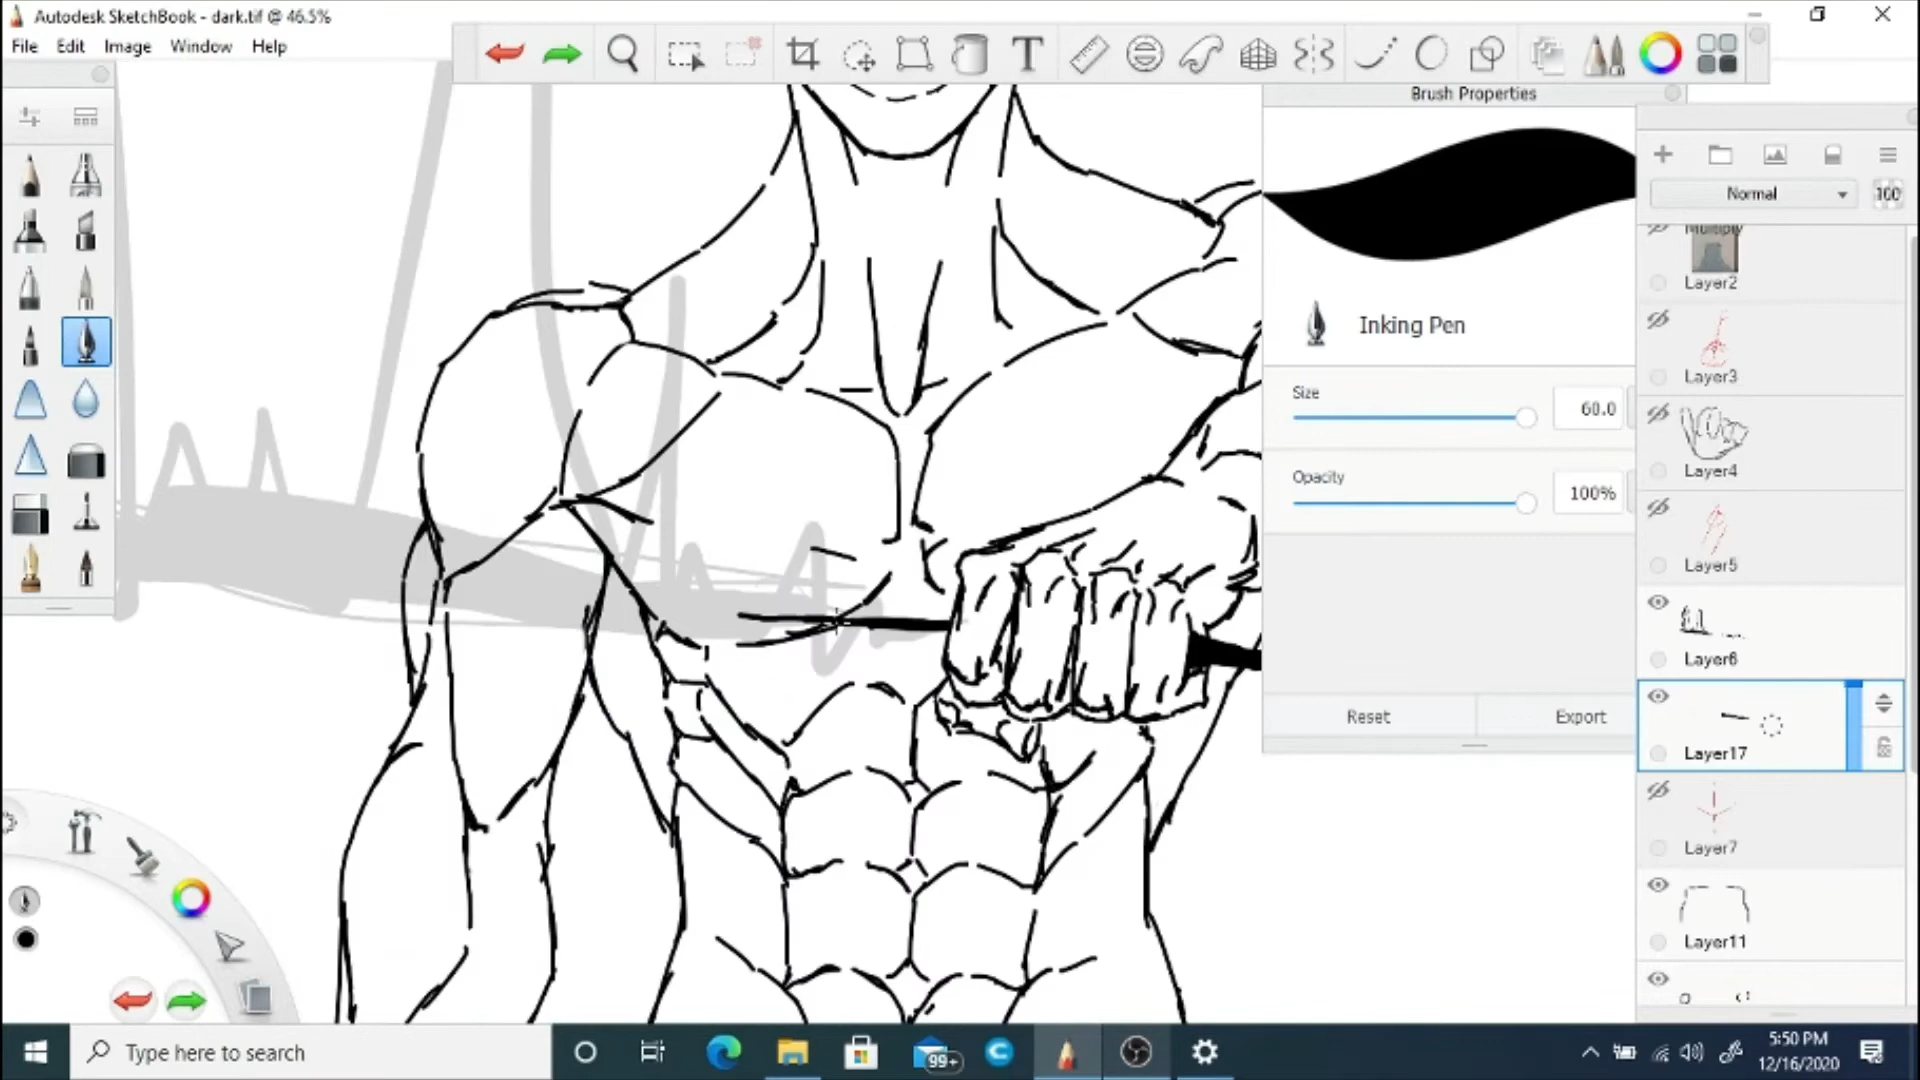 Autodesk SketchBook - dark.tif @ 46.5%
File Edit Image Window Help
T
Brush Properties
Normal 100
Multiply
Layer2
Inking Pen
Layer3
Size 60.0
Layer4
Opacity 100%
Layer5
Layer6
Reset Export
Layer17
Layer7
Layer11
Type here to search
99+
5:50 PM
12/16/2020